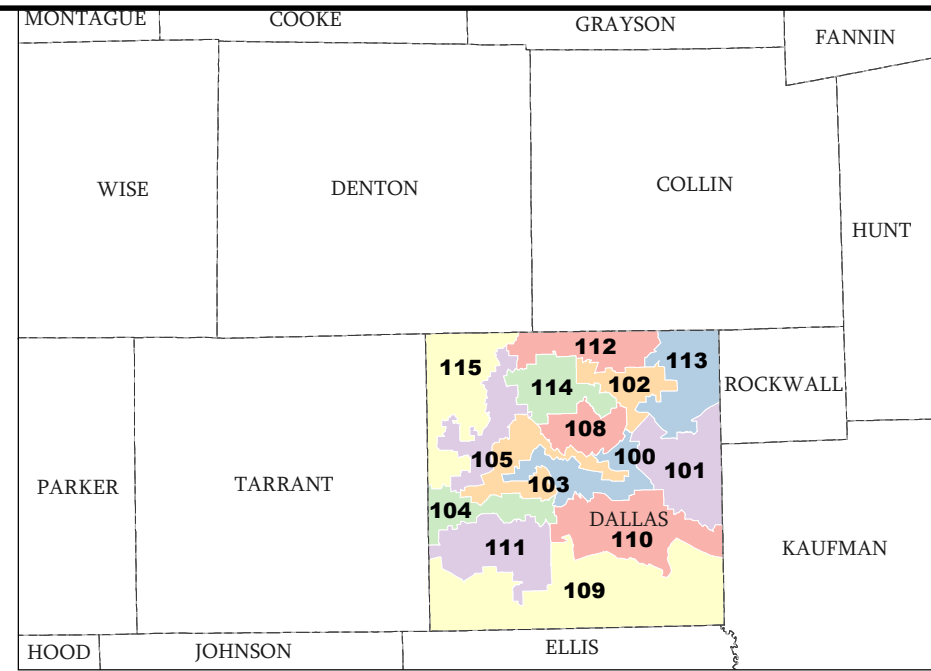 MONTAGUE
COOKE
GRAYSON
FANNIN
WISE
DENTON
COLLIN
HUNT
115
112
113
114
102
ROCKWALL
108
105
100
101
PARKER
TARRANT
103
104
DALLAS
110
111
KAUFMAN
109
HOOD
JOHNSON
ELLIS